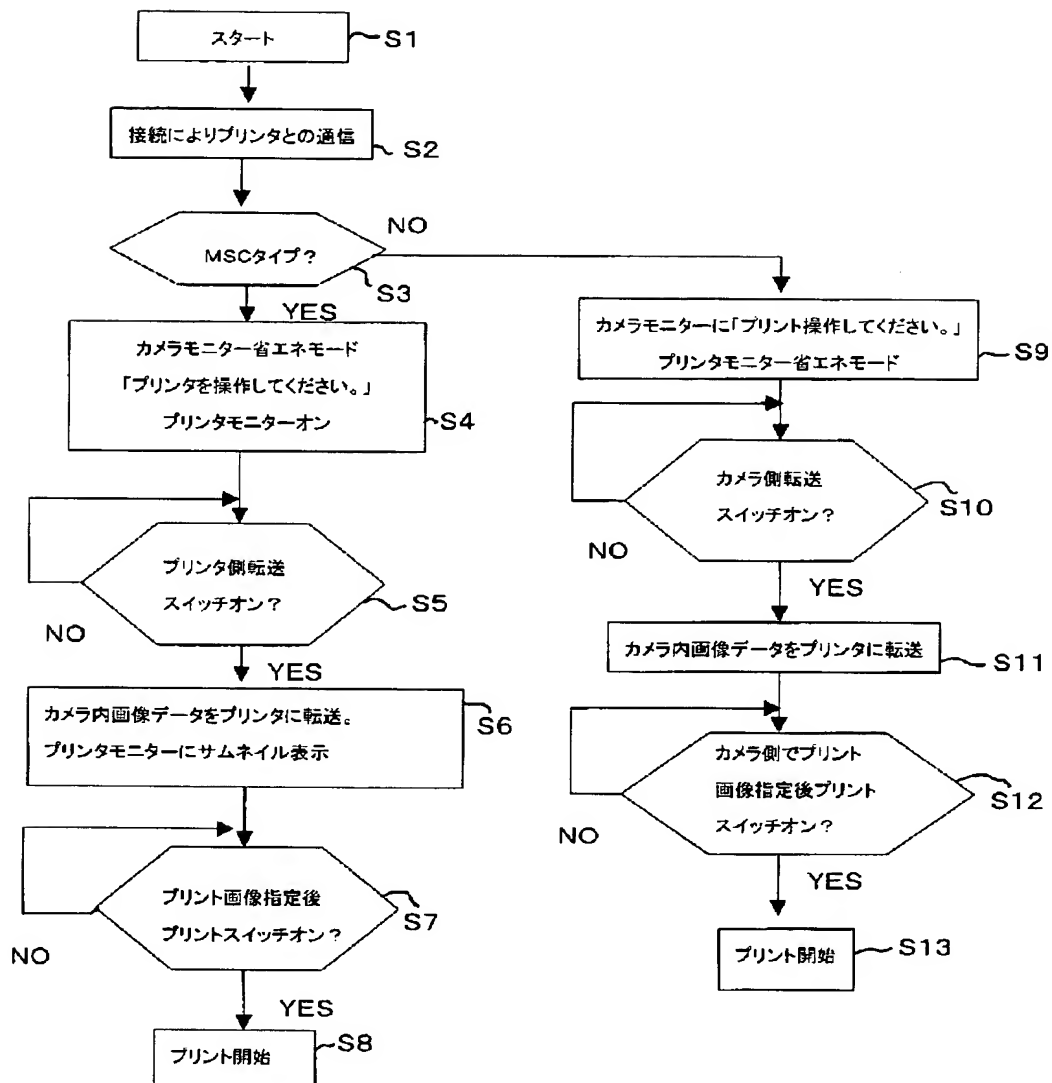 スタート
S1
接続によりプリンタとの通信
S2
MSCタイプ?
S3
NO
YES
カメラモニター省エネモード
「プリンタを操作してください。」
プリンタモニターオン
S4
プリンタ側転送
スイッチオン?
S5
NO
YES
カメラ内画像データをプリンタに転送。
プリンタモニターにサムネイル表示
S6
プリント画像指定後
プリントスイッチオン?
S7
NO
YES
プリント開始
S8
カメラモニターに「プリント操作してください。」
プリンタモニター省エネモード
S9
カメラ側転送
スイッチオン?
S10
NO
YES
カメラ内画像データをプリンタに転送
S11
カメラ側でプリント
画像指定後プリント
スイッチオン?
S12
NO
YES
プリント開始
S13